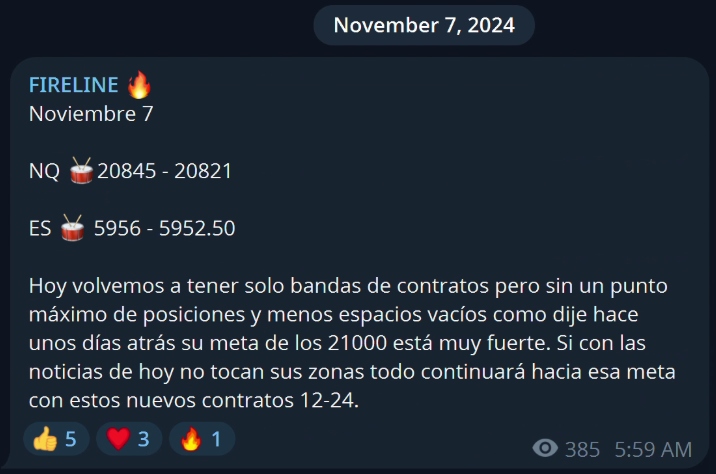 November 7, 2024
FIRELINE 🔥
Noviembre 7
NQ 🥁20845 - 20821
ES 🥁 5956 - 5952.50
Hoy volvemos a tener solo bandas de contratos pero sin un punto
máximo de posiciones y menos espacios vacíos como dije hace
unos días atrás su meta de los 21000 está muy fuerte. Si con las
noticias de hoy no tocan sus zonas todo continuará hacia esa meta
con estos nuevos contratos 12-24.
👍 5 ❤️ 3 🔥 1 385 5:59 AM